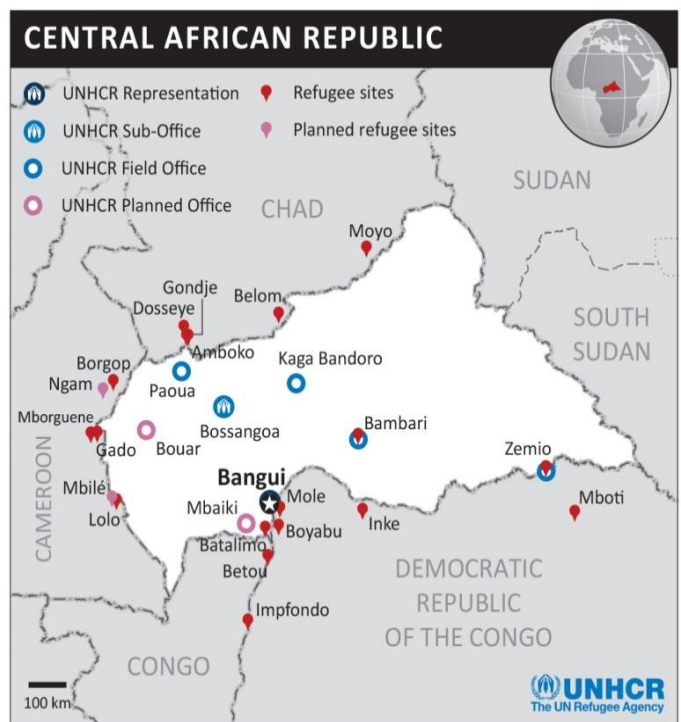 CENTRAL AFRICAN REPUBLIC
UNHCR Representation
UNHCR Sub-Office
UNHCR Field Office
UNHCR Planned Office
Refugee sites
Planned refugee sites
SUDAN
CHAD
Moyo
Gondje
Dosseye
Belom
SOUTH
SUDAN
Amboko
Kaga Bandoro
Borgop
Ngam
Paoua
Mborguene
Gado
Bouar
Bossangoa
Bambari
Zemio
CAMEROON
Bangui
Mbilé
Lolo
Mbaiki
Mole
Inke
Mboti
Batalimo
Boyabu
Betou
DEMOCRATIC
REPUBLIC
OF THE CONGO
Impfondo
CONGO
100 km
UNHCR
The UN Refugee Agency